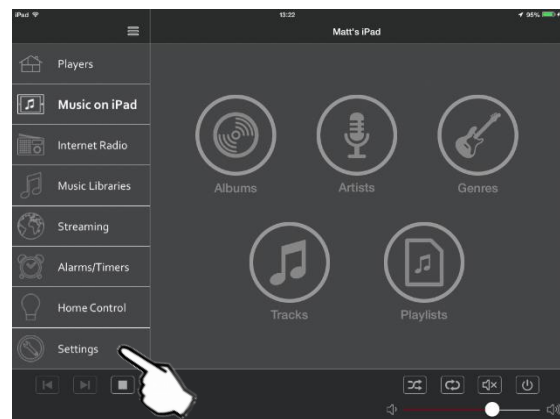 iPad 13:22 95%
Matt's iPad
Players
Music on iPad
Internet Radio
Music Libraries
Streaming
Alarms/Timers
Home Control
Settings
Albums Artists Genres
Tracks Playlists